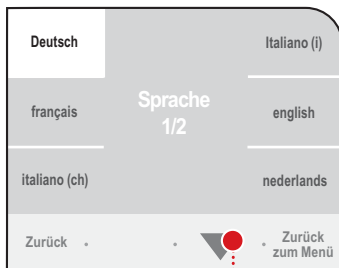 Deutsch
Italiano (i)
Sprache
1/2
français
english
italiano (ch)
nederlands
Zurück
Zurück
zum Menü